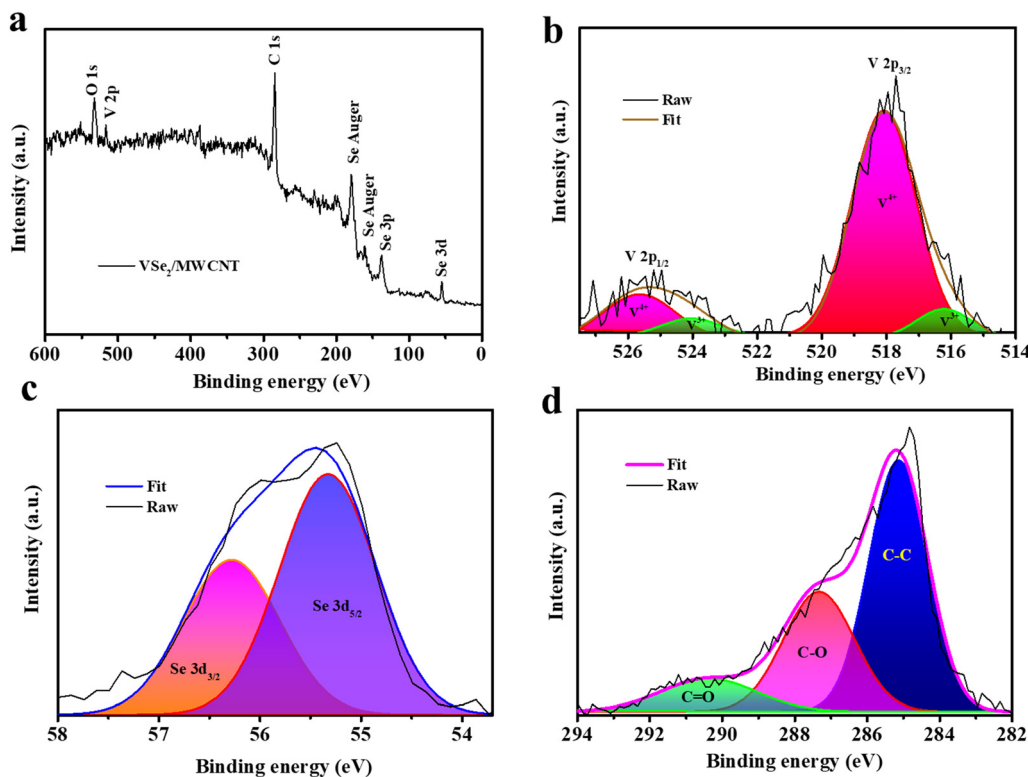 a
O 1s
V 2p
C 1s
Se Auger
Se Auger
Se 3p
Se 3d
VSe₂/MWCNT
Intensity (a.u.)
600 500 400 300 200 100 0
Binding energy (eV)
b
V 2p₃/₂
Raw
Fit
V⁴⁺
V 2p₁/₂
V⁴⁺
V³⁺
V³⁺
Intensity (a.u.)
526 524 522 520 518 516 514
Binding energy (eV)
c
Fit
Raw
Se 3d₅/₂
Se 3d₃/₂
Intensity (a.u.)
58 57 56 55 54
Binding energy (eV)
d
Fit
Raw
C-C
C-O
C=O
Intensity (a.u.)
294 292 290 288 286 284 282
Binding energy (eV)